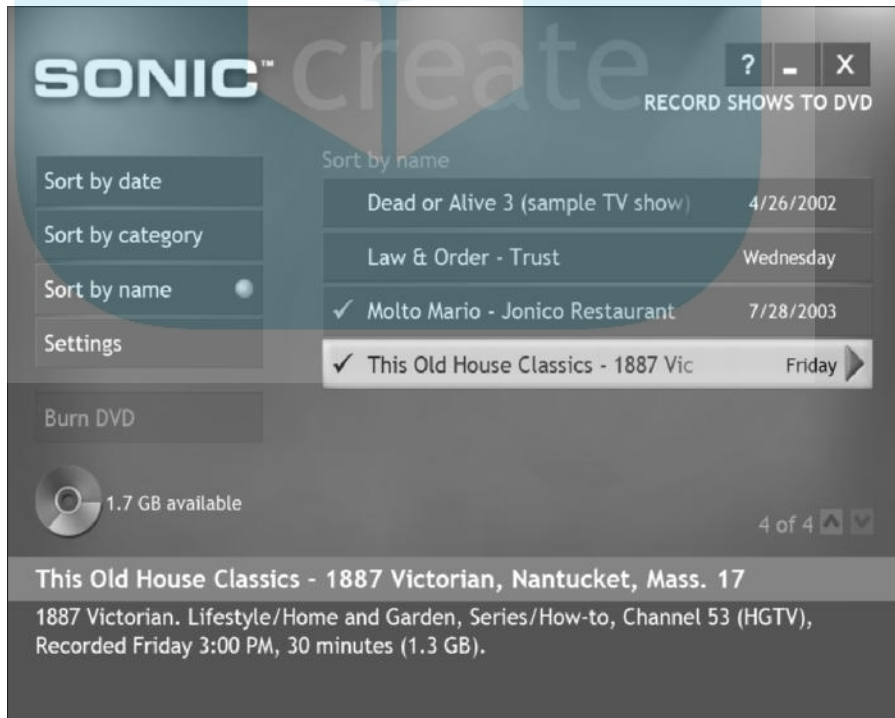 SONIC™ create
? – X
RECORD SHOWS TO DVD
Sort by date
Sort by category
Sort by name
Settings
Burn DVD
1.7 GB available
Sort by name
Dead or Alive 3 (sample TV show) 4/26/2002
Law & Order - Trust Wednesday
✓ Molto Mario - Jonico Restaurant 7/28/2003
✓ This Old House Classics - 1887 Vic Friday
4 of 4
This Old House Classics - 1887 Victorian, Nantucket, Mass. 17
1887 Victorian. Lifestyle/Home and Garden, Series/How-to, Channel 53 (HGTV),
Recorded Friday 3:00 PM, 30 minutes (1.3 GB).